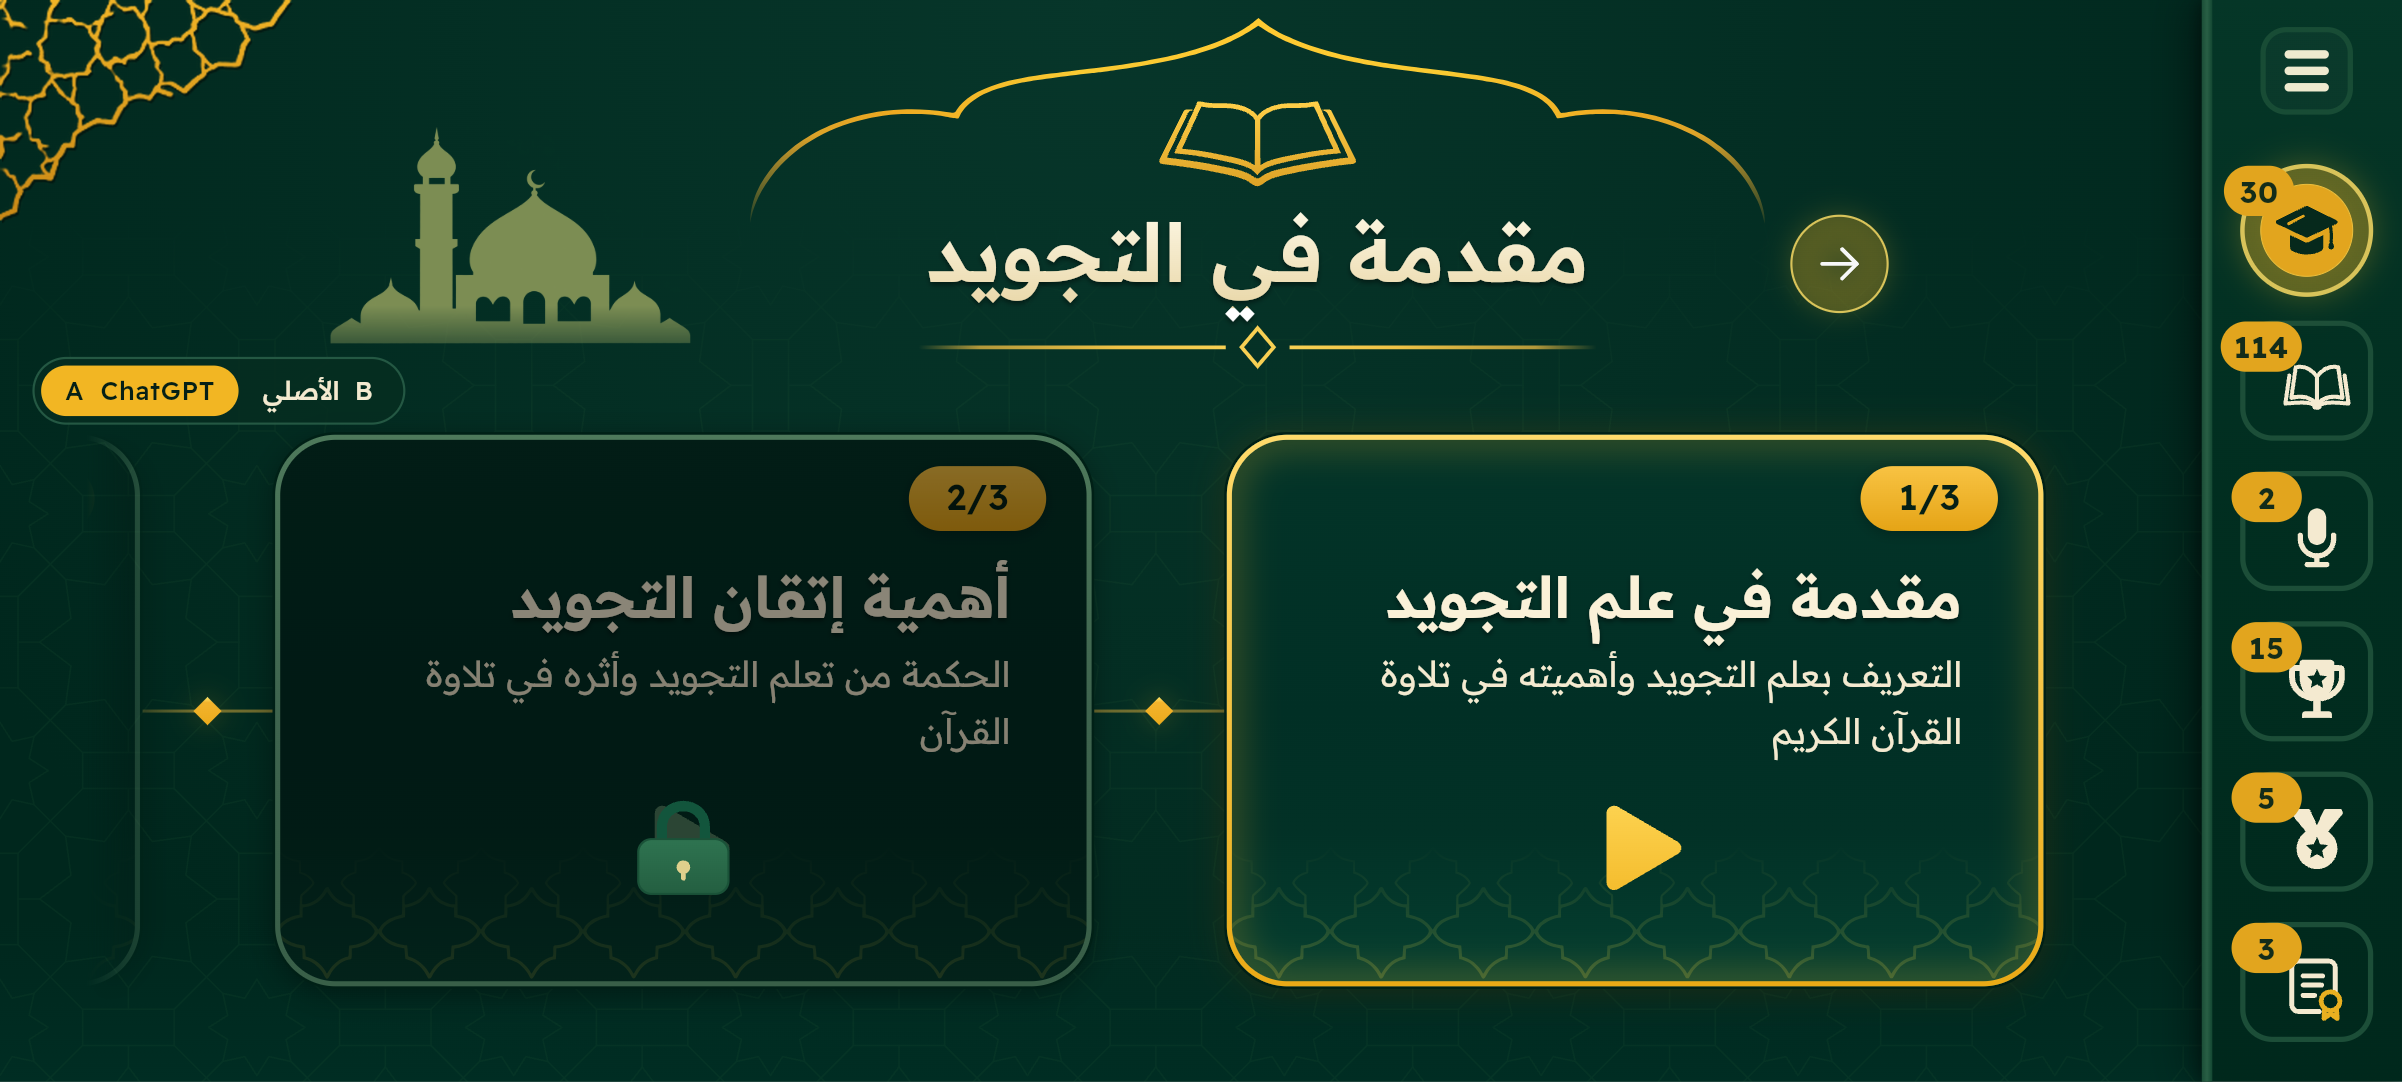 مقدمة في التجويد
A ChatGPT
B الأصلي
1/3
مقدمة في علم التجويد
التعريف بعلم التجويد وأهميته في تلاوة
القرآن الكريم
2/3
أهمية إتقان التجويد
الحكمة من تعلم التجويد وأثره في تلاوة
القرآن
30
114
2
15
5
3